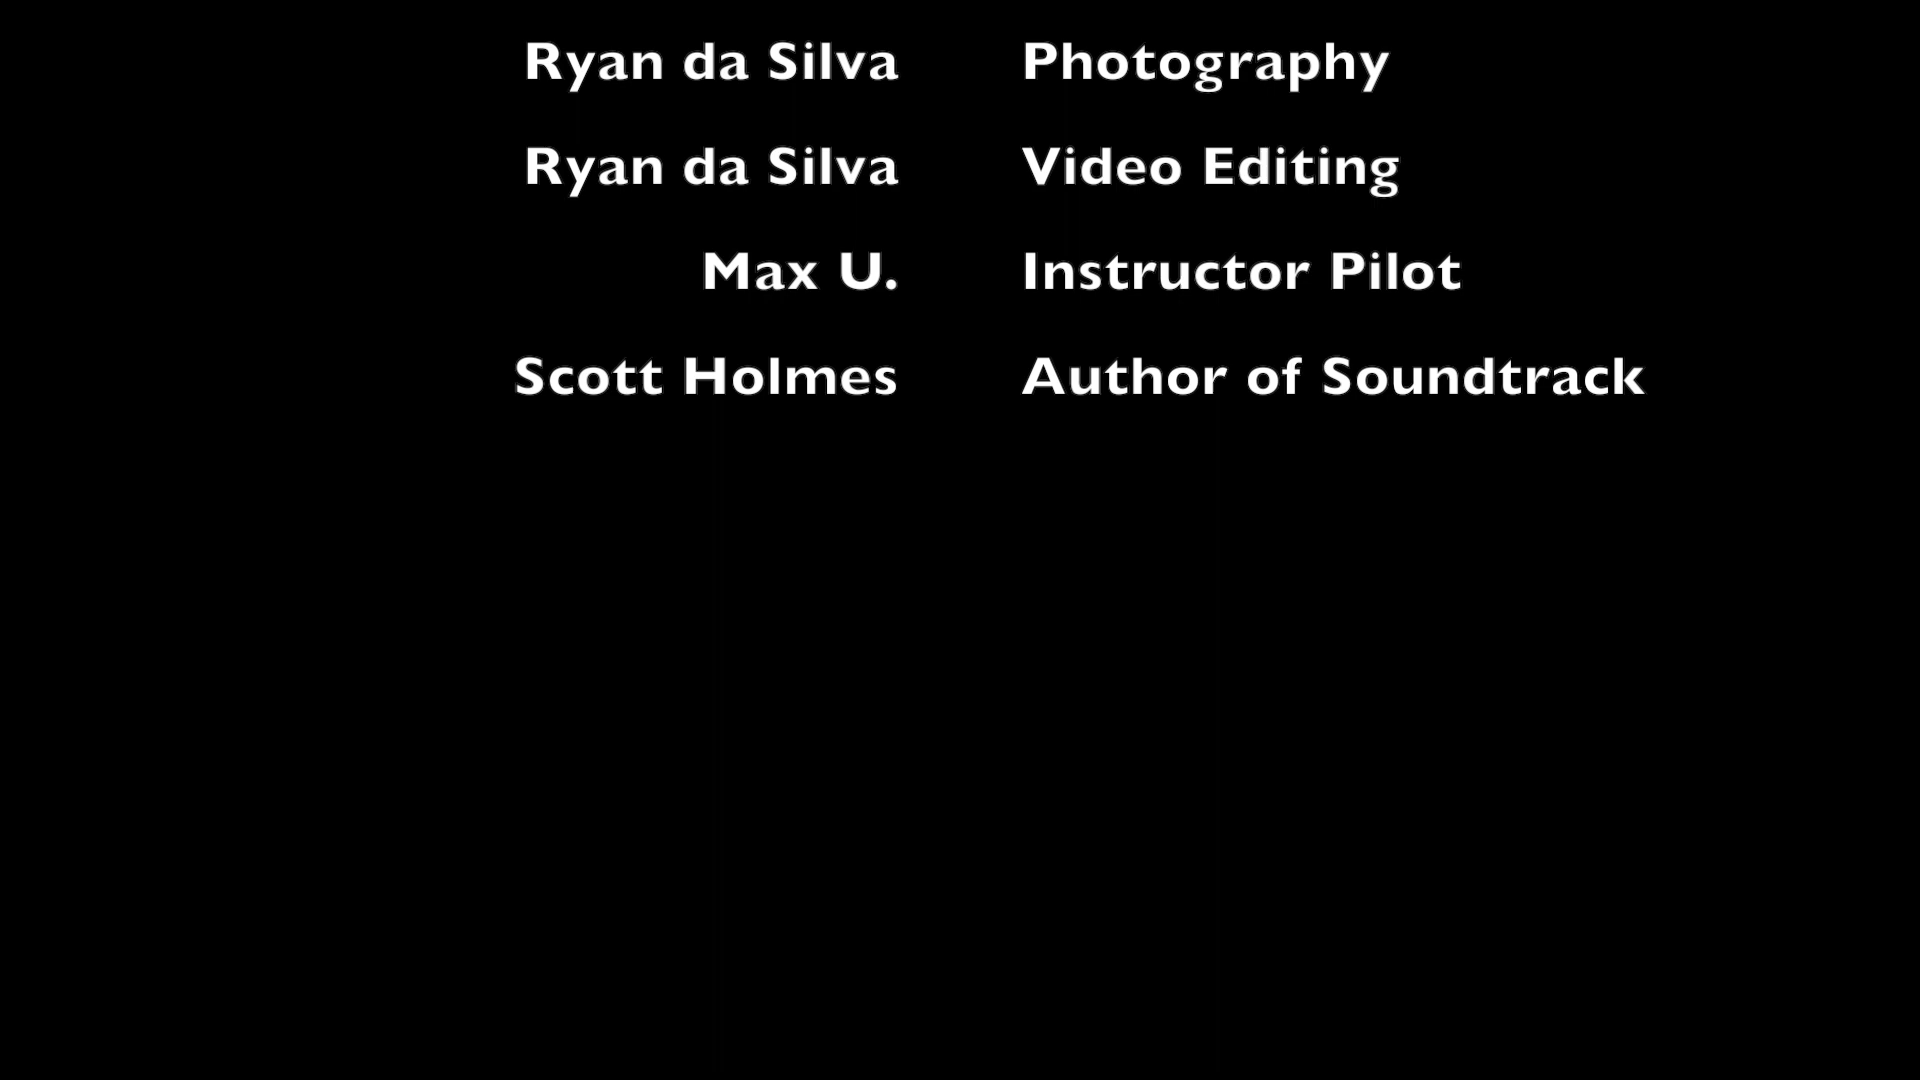 Ryan da Silva Photography
Ryan da Silva Video Editing
Max U. Instructor Pilot
Scott Holmes Author of Soundtrack